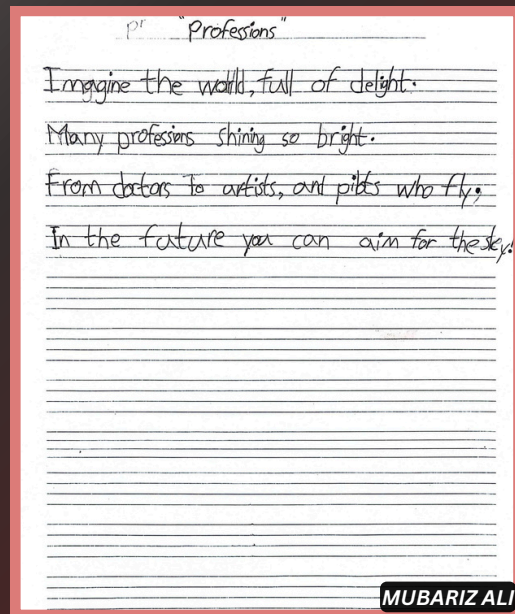 pr "Professions"
Imagine the world, full of delight.
Many professions shining so bright.
From doctors to artists, and pilots who fly,
In the future you can aim for the sky!
MUBARIZ ALI